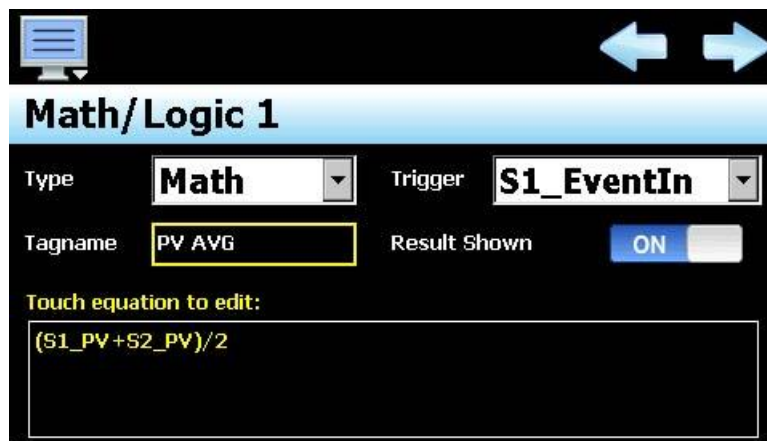 Math/Logic 1
Type Math Trigger S1_EventIn
Tagname PV AVG Result Shown ON
Touch equation to edit:
(S1_PV+S2_PV)/2